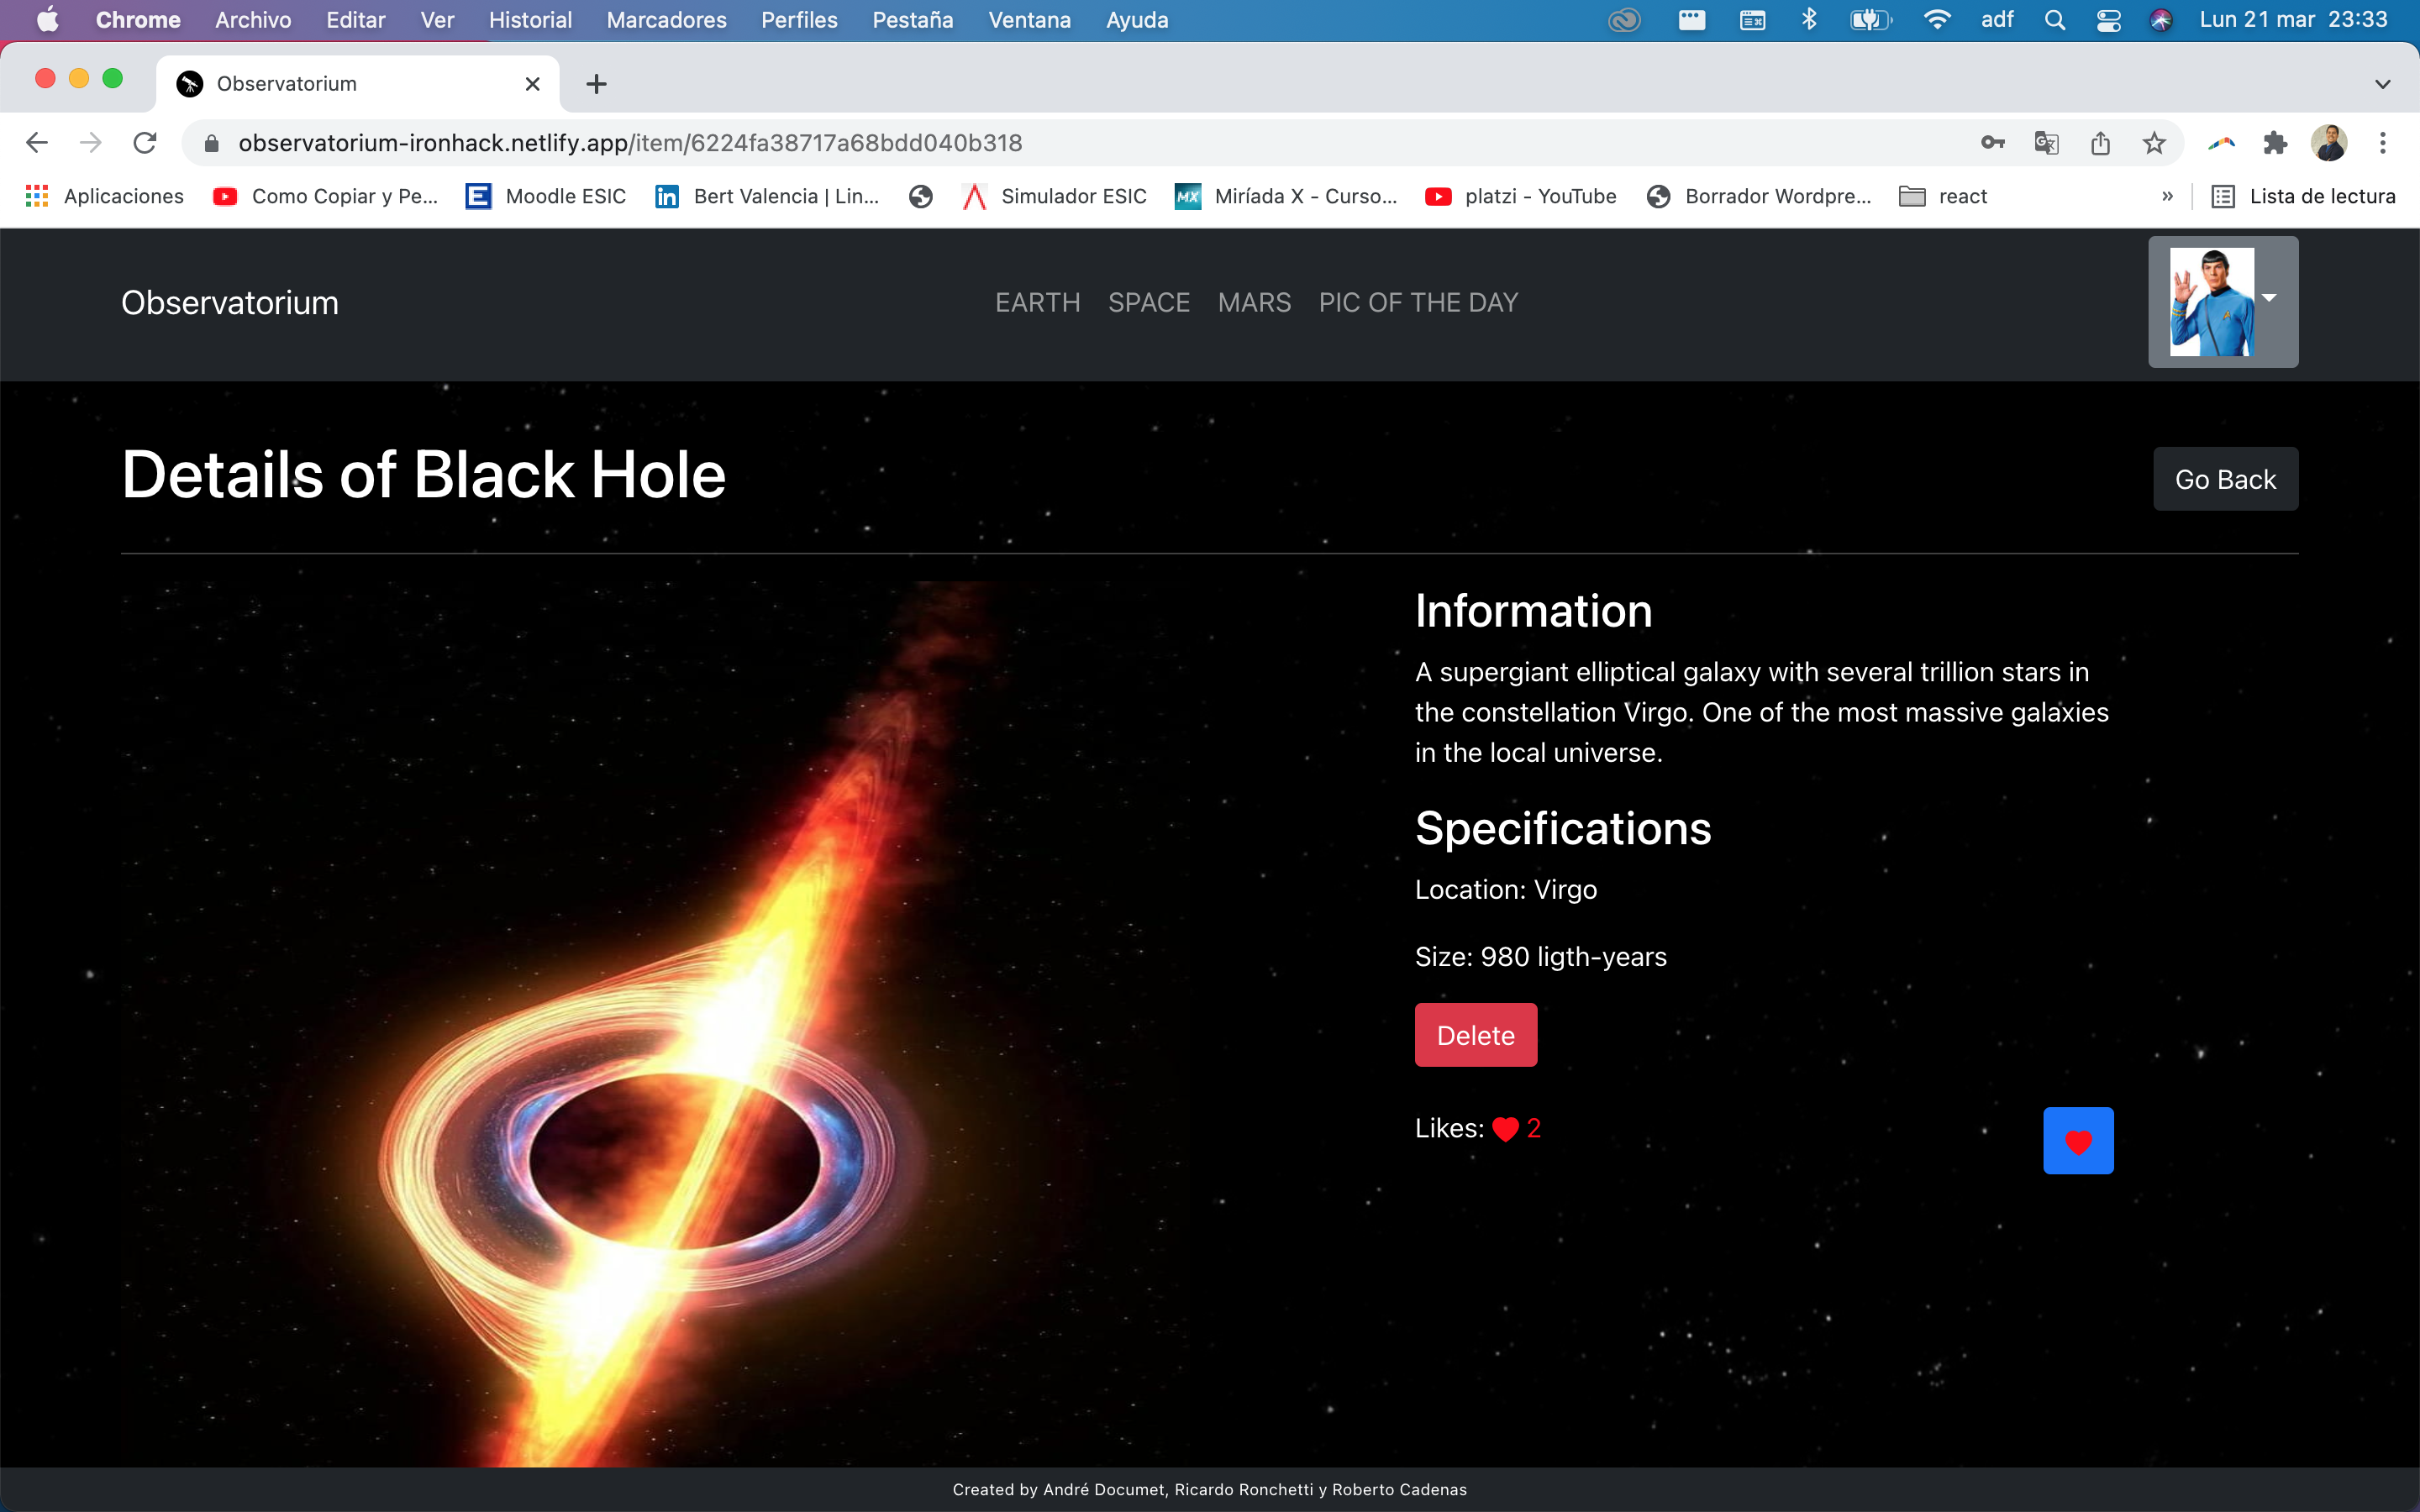 Chrome Archivo Editar Ver Historial Marcadores Perfiles Pestaña Ventana Ayuda adf Lun 21 mar 23:33
Observatorium
observatorium-ironhack.netlify.app/item/6224fa38717a68bdd040b318
Aplicaciones Como Copiar y Pe... Moodle ESIC Bert Valencia | Lin... Simulador ESIC MX Miríada X - Curso... platzi - YouTube Borrador Wordpre... react » Lista de lectura
Observatorium EARTH SPACE MARS PIC OF THE DAY
Details of Black Hole
Go Back
Information
A supergiant elliptical galaxy with several trillion stars in
the constellation Virgo. One of the most massive galaxies
in the local universe.
Specifications
Location: Virgo
Size: 980 ligth-years
Delete
Likes: ❤ 2
Created by André Documet, Ricardo Ronchetti y Roberto Cadenas